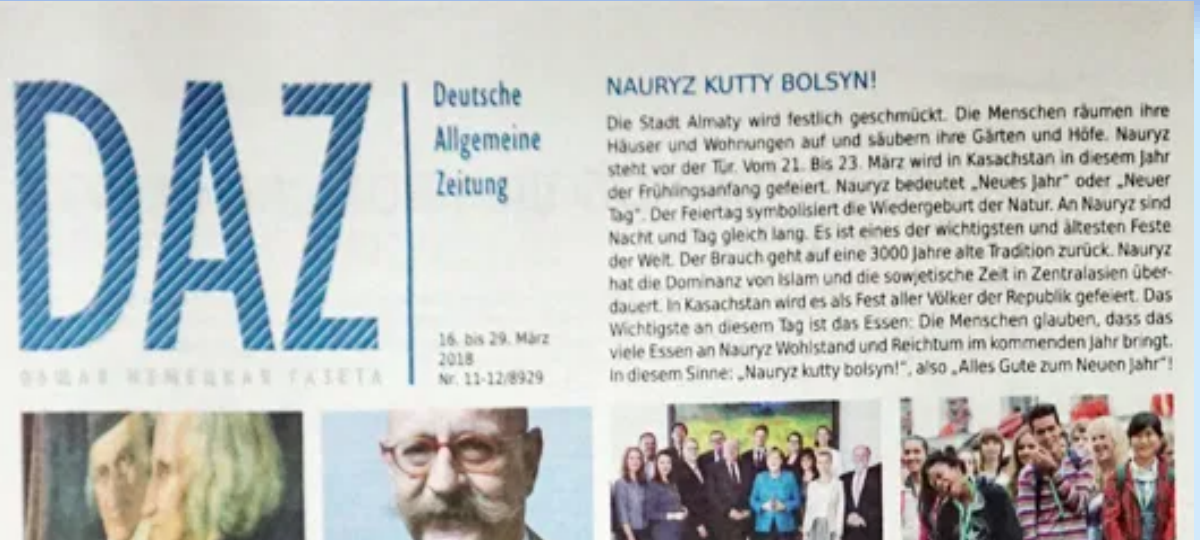 DAZ
Deutsche
Allgemeine
Zeitung
16. bis 29. März
2018
Nr. 11-12/8929
ОБЩАЯ НЕМЕЦКАЯ ГАЗЕТА
NAURYZ KUTTY BOLSYN!
Die Stadt Almaty wird festlich geschmückt. Die Menschen räumen ihre
Häuser und Wohnungen auf und säubern ihre Gärten und Höfe. Nauryz
steht vor der Tür. Vom 21. Bis 23. März wird in Kasachstan in diesem Jahr
der Frühlingsanfang gefeiert. Nauryz bedeutet „Neues Jahr“ oder „Neuer
Tag“. Der Feiertag symbolisiert die Wiedergeburt der Natur. An Nauryz sind
Nacht und Tag gleich lang. Es ist eines der wichtigsten und ältesten Feste
der Welt. Der Brauch geht auf eine 3000 Jahre alte Tradition zurück. Nauryz
hat die Dominanz von Islam und die sowjetische Zeit in Zentralasien über-
dauert. In Kasachstan wird es als Fest aller Völker der Republik gefeiert. Das
Wichtigste an diesem Tag ist das Essen: Die Menschen glauben, dass das
viele Essen an Nauryz Wohlstand und Reichtum im kommenden Jahr bringt.
In diesem Sinne: „Nauryz kutty bolsyn!“, also „Alles Gute zum Neuen Jahr“!